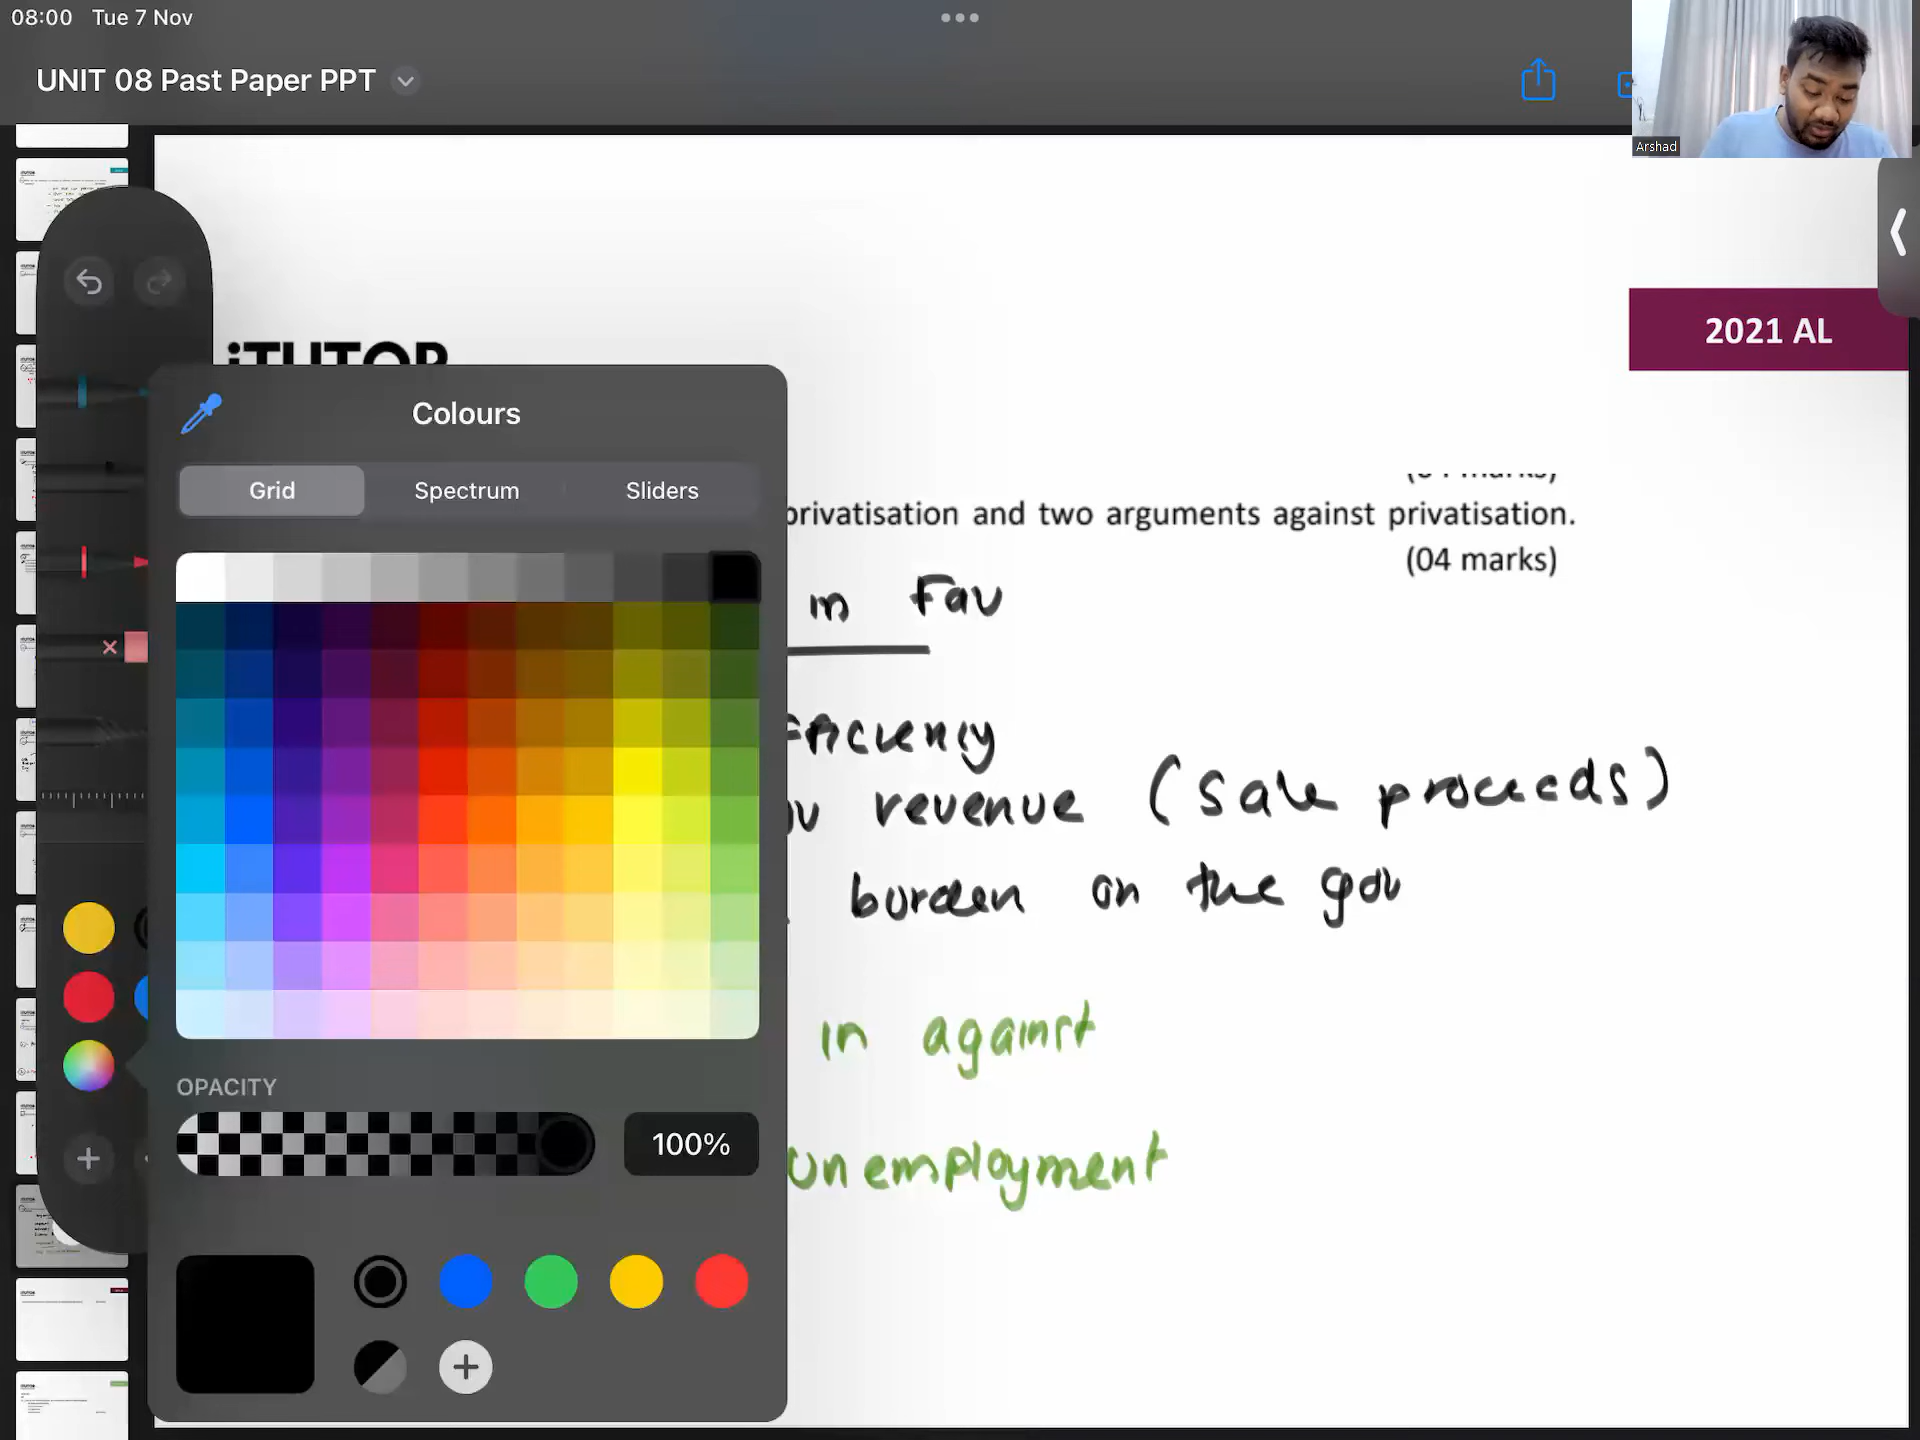 08:00 Tue 7 Nov
UNIT 08 Past Paper PPT
Arshad
2021 AL
iTUTOR
Colours
Grid Spectrum Sliders
privatisation and two arguments against privatisation.
(04 marks)
in Fav
revenue (sale proceeds)
burden on the gov
in against
unemployment
OPACITY
100%